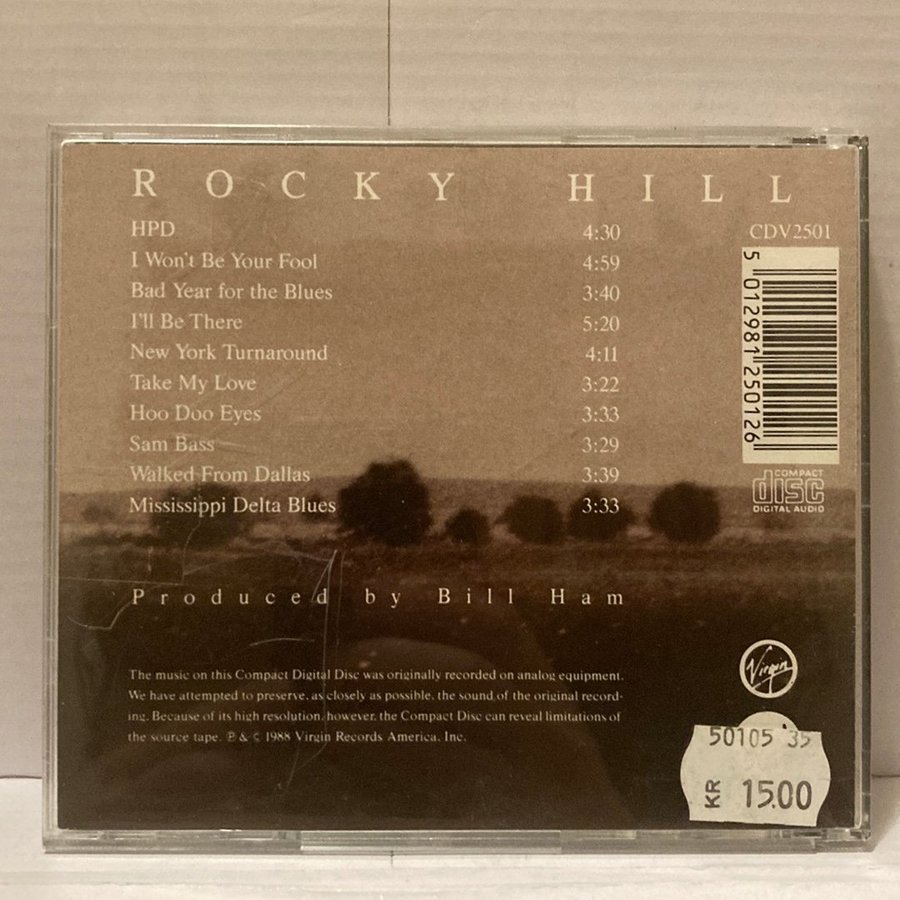 ROCKY HILL
HPD 4:30
I Won't Be Your Fool 4:59
Bad Year for the Blues 3:40
I'll Be There 5:20
New York Turnaround 4:11
Take My Love 3:22
Hoo Doo Eyes 3:33
Sam Bass 3:29
Walked From Dallas 3:39
Mississippi Delta Blues 3:33
CDV2501
5 012981 250126
COMPACT
disc
DIGITAL AUDIO
Produced by Bill Ham
The music on this Compact Digital Disc was originally recorded on analog equipment.
We have attempted to preserve, as closely as possible, the sound of the original record-
ing. Because of its high resolution, however, the Compact Disc can reveal limitations of
the source tape. ℗ & © 1988 Virgin Records America, Inc.
Virgin
50105 35
KR 15.00